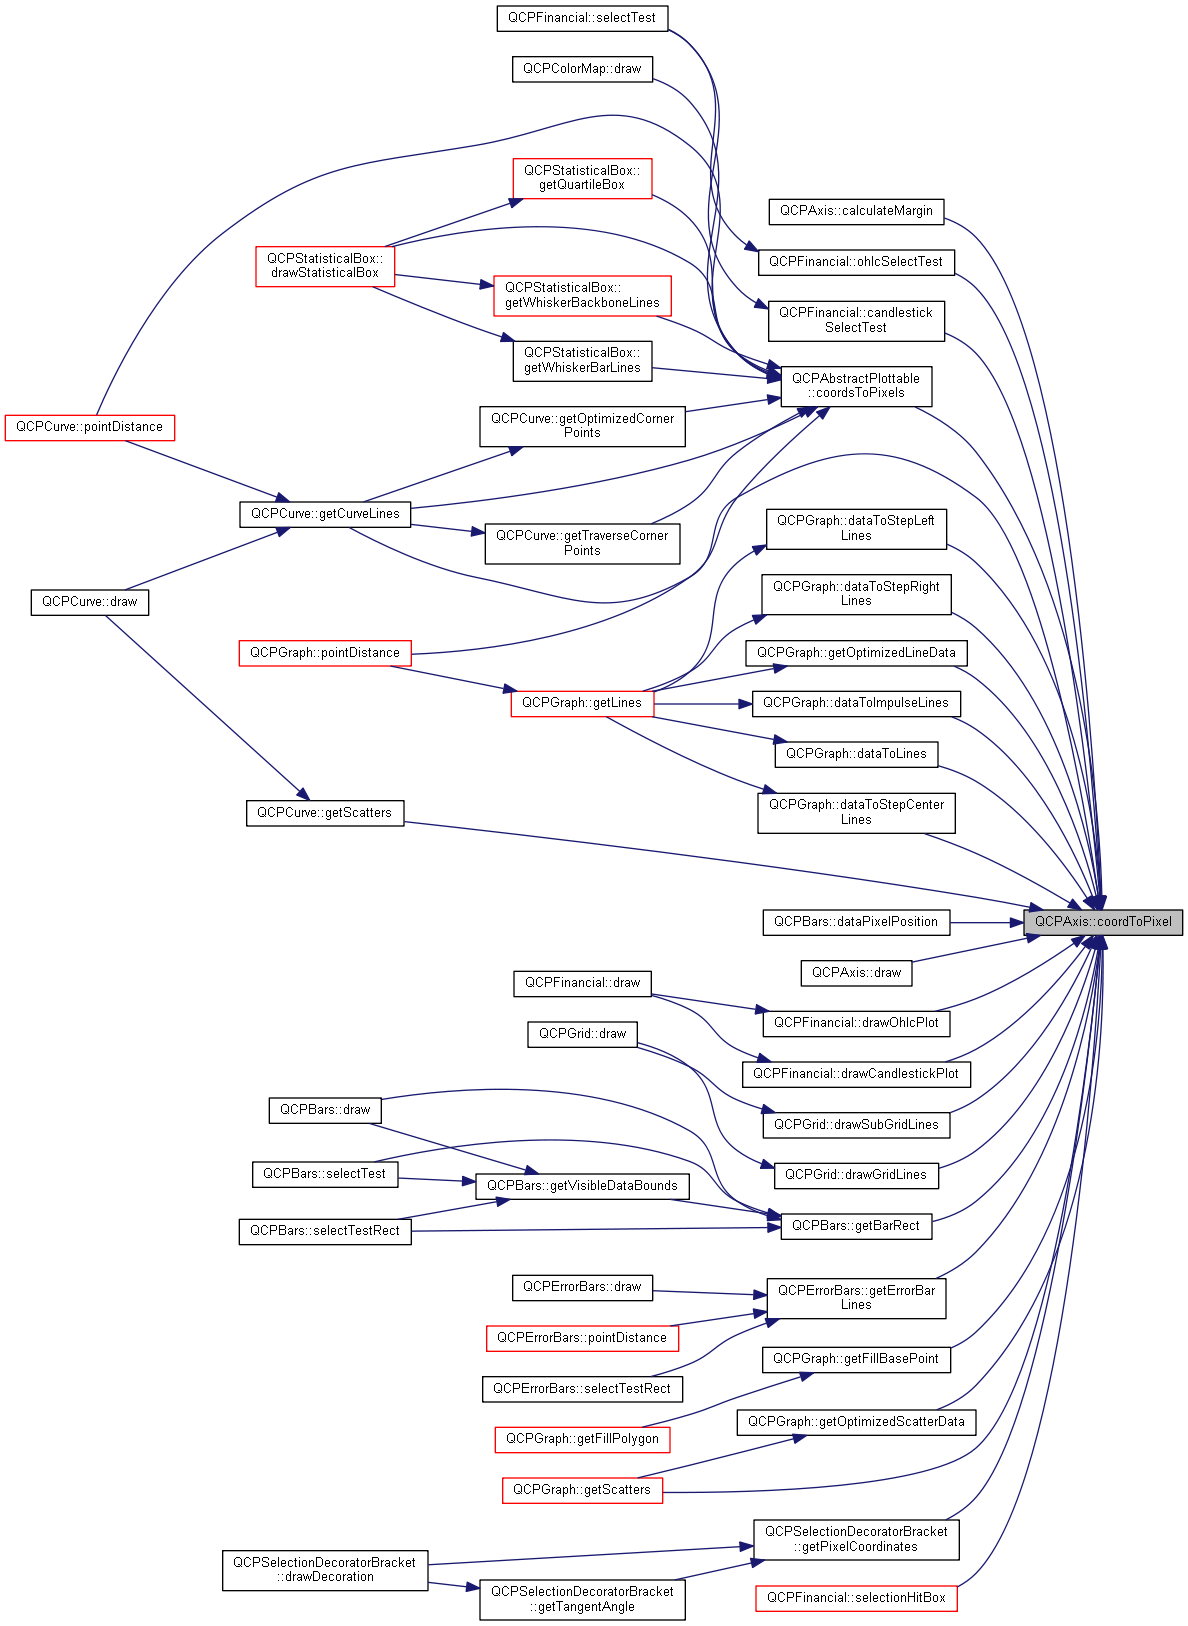 QCPFinancial::selectTest
QCPColorMap::draw
QCPStatisticalBox::
getQuartileBox
QCPAxis::calculateMargin
QCPStatisticalBox::
drawStatisticalBox
QCPFinancial::ohlcSelectTest
QCPStatisticalBox::
getWhiskerBackboneLines
QCPFinancial::candlestick
SelectTest
QCPStatisticalBox::
getWhiskerBarLines
QCPAbstractPlottable
::coordsToPixels
QCPCurve::pointDistance
QCPCurve::getOptimizedCorner
Points
QCPCurve::getCurveLines
QCPGraph::dataToStepLeft
Lines
QCPCurve::getTraverseCorner
Points
QCPCurve::draw
QCPGraph::dataToStepRight
Lines
QCPGraph::pointDistance
QCPGraph::getOptimizedLineData
QCPGraph::getLines
QCPGraph::dataToImpulseLines
QCPGraph::dataToLines
QCPCurve::getScatters
QCPGraph::dataToStepCenter
Lines
QCPBars::dataPixelPosition
QCPAxis::coordToPixel
QCPAxis::draw
QCPFinancial::draw
QCPFinancial::drawOhlcPlot
QCPGrid::draw
QCPFinancial::drawCandlestickPlot
QCPBars::draw
QCPGrid::drawSubGridLines
QCPBars::selectTest
QCPBars::getVisibleDataBounds
QCPGrid::drawGridLines
QCPBars::selectTestRect
QCPBars::getBarRect
QCPErrorBars::draw
QCPErrorBars::getErrorBar
Lines
QCPErrorBars::pointDistance
QCPErrorBars::selectTestRect
QCPGraph::getFillBasePoint
QCPGraph::getFillPolygon
QCPGraph::getOptimizedScatterData
QCPGraph::getScatters
QCPSelectionDecoratorBracket
::getPixelCoordinates
QCPSelectionDecoratorBracket
::drawDecoration
QCPSelectionDecoratorBracket
::getTangentAngle
QCPFinancial::selectionHitBox